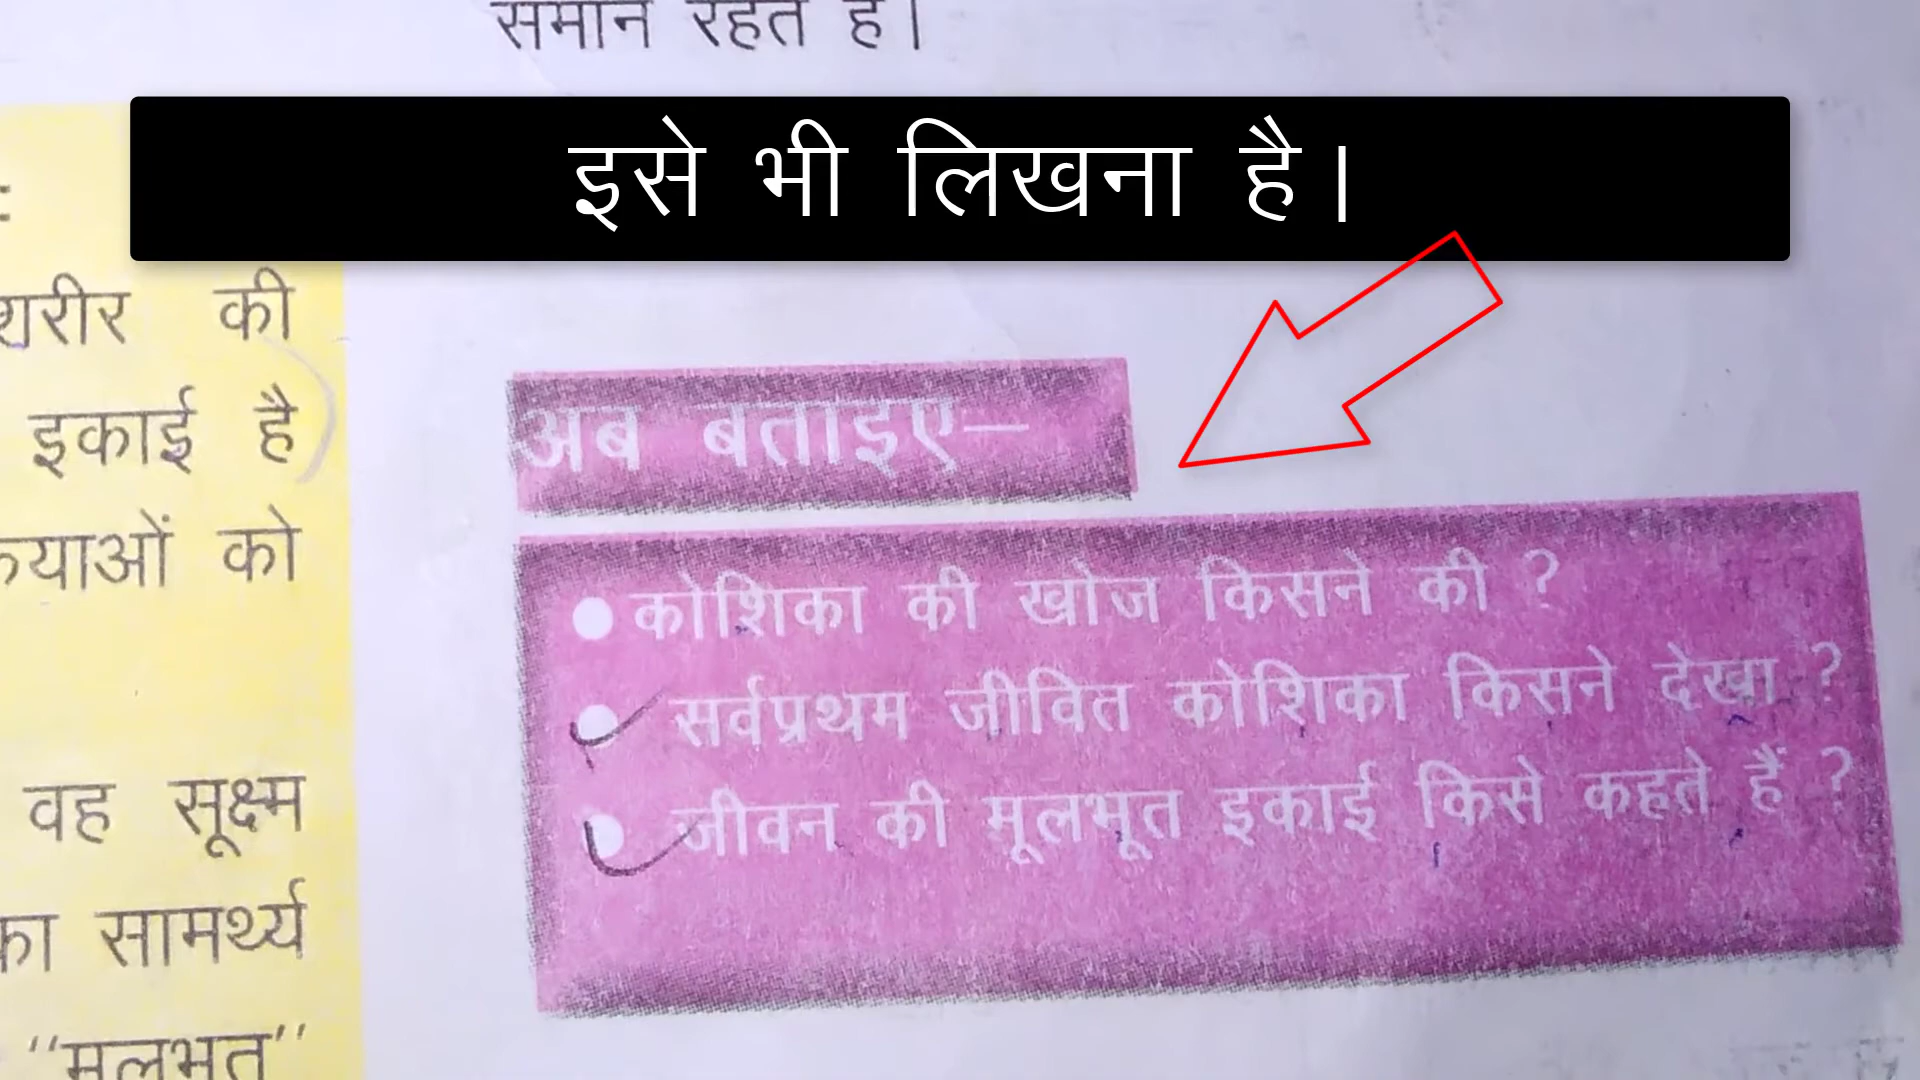 समान रहते हैं।
इसे भी लिखना है।
:
शरीर की
इकाई है
को
वह सूक्ष्म
का सामर्थ्य
"मूलभूत"
अब बताइए–
● कोशिका की खोज किसने की ?
● सर्वप्रथम जीवित कोशिका किसने देखा ?
● जीवन की मूलभूत इकाई किसे कहते हैं ?